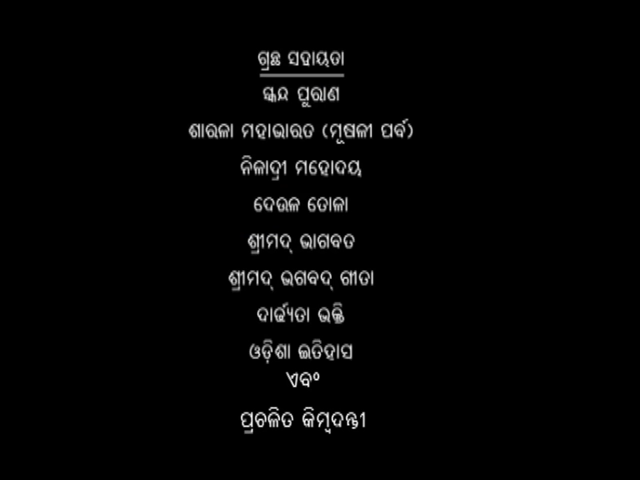 ଗ୍ରନ୍ଥ ସହାୟତା
ସ୍କନ୍ଦ ପୁରାଣ
ଶାରଳା ମହାଭାରତ (ମୂଷଳୀ ପର୍ବ)
ନିଳାଦ୍ରୀ ମହୋଦୟ
ଦେଉଳ ତୋଳା
ଶ୍ରୀମଦ୍ ଭାଗବତ
ଶ୍ରୀମଦ୍ ଭଗବଦ୍ ଗୀତା
ଦାର୍ଢ୍ୟତା ଭକ୍ତି
ଓଡ଼ିଶା ଇତିହାସ
ଏବଂ
ପ୍ରଚଳିତ କିମ୍ବଦନ୍ତୀ